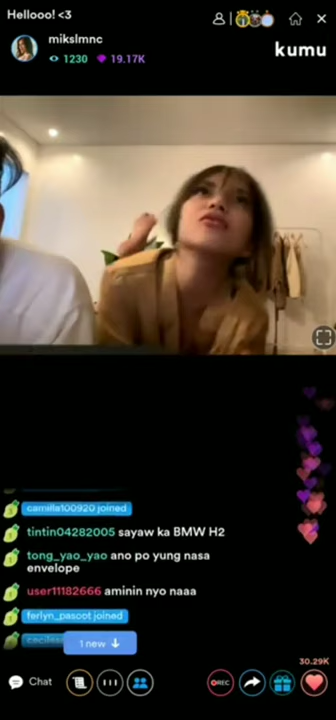 Hellooo! <3
mikslmnc
1230 19.17K
kumu
camilla100920 joined
tintin04282005 sayaw ka BMW H2
tong_yao_yao ano po yung nasa
envelope
user11182666 aminin nyo naaa
ferlyn_pascot joined
1 new
30.29K
Chat
REC